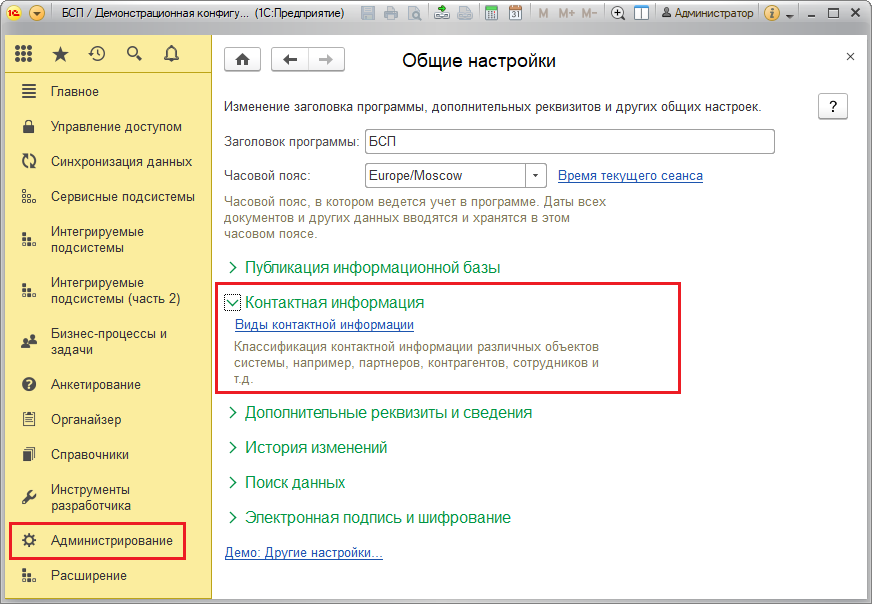 БСП / Демонстрационная конфигу... (1С:Предприятие)
31
M M+ M-
Администратор
Главное
Управление доступом
Синхронизация данных
Сервисные подсистемы
Интегрируемые
подсистемы
Интегрируемые
подсистемы (часть 2)
Бизнес-процессы и
задачи
Анкетирование
Органайзер
Справочники
Инструменты
разработчика
Администрирование
Расширение
Общие настройки
Изменение заголовка программы, дополнительных реквизитов и других общих настроек.
?
Заголовок программы: БСП
Часовой пояс: Europe/Moscow Время текущего сеанса
Часовой пояс, в котором ведется учет в программе. Даты всех
документов и других данных вводятся и хранятся в этом
часовом поясе.
Публикация информационной базы
Контактная информация
Виды контактной информации
Классификация контактной информации различных объектов
системы, например, партнеров, контрагентов, сотрудников и
т.д.
Дополнительные реквизиты и сведения
История изменений
Поиск данных
Электронная подпись и шифрование
Демо: Другие настройки...